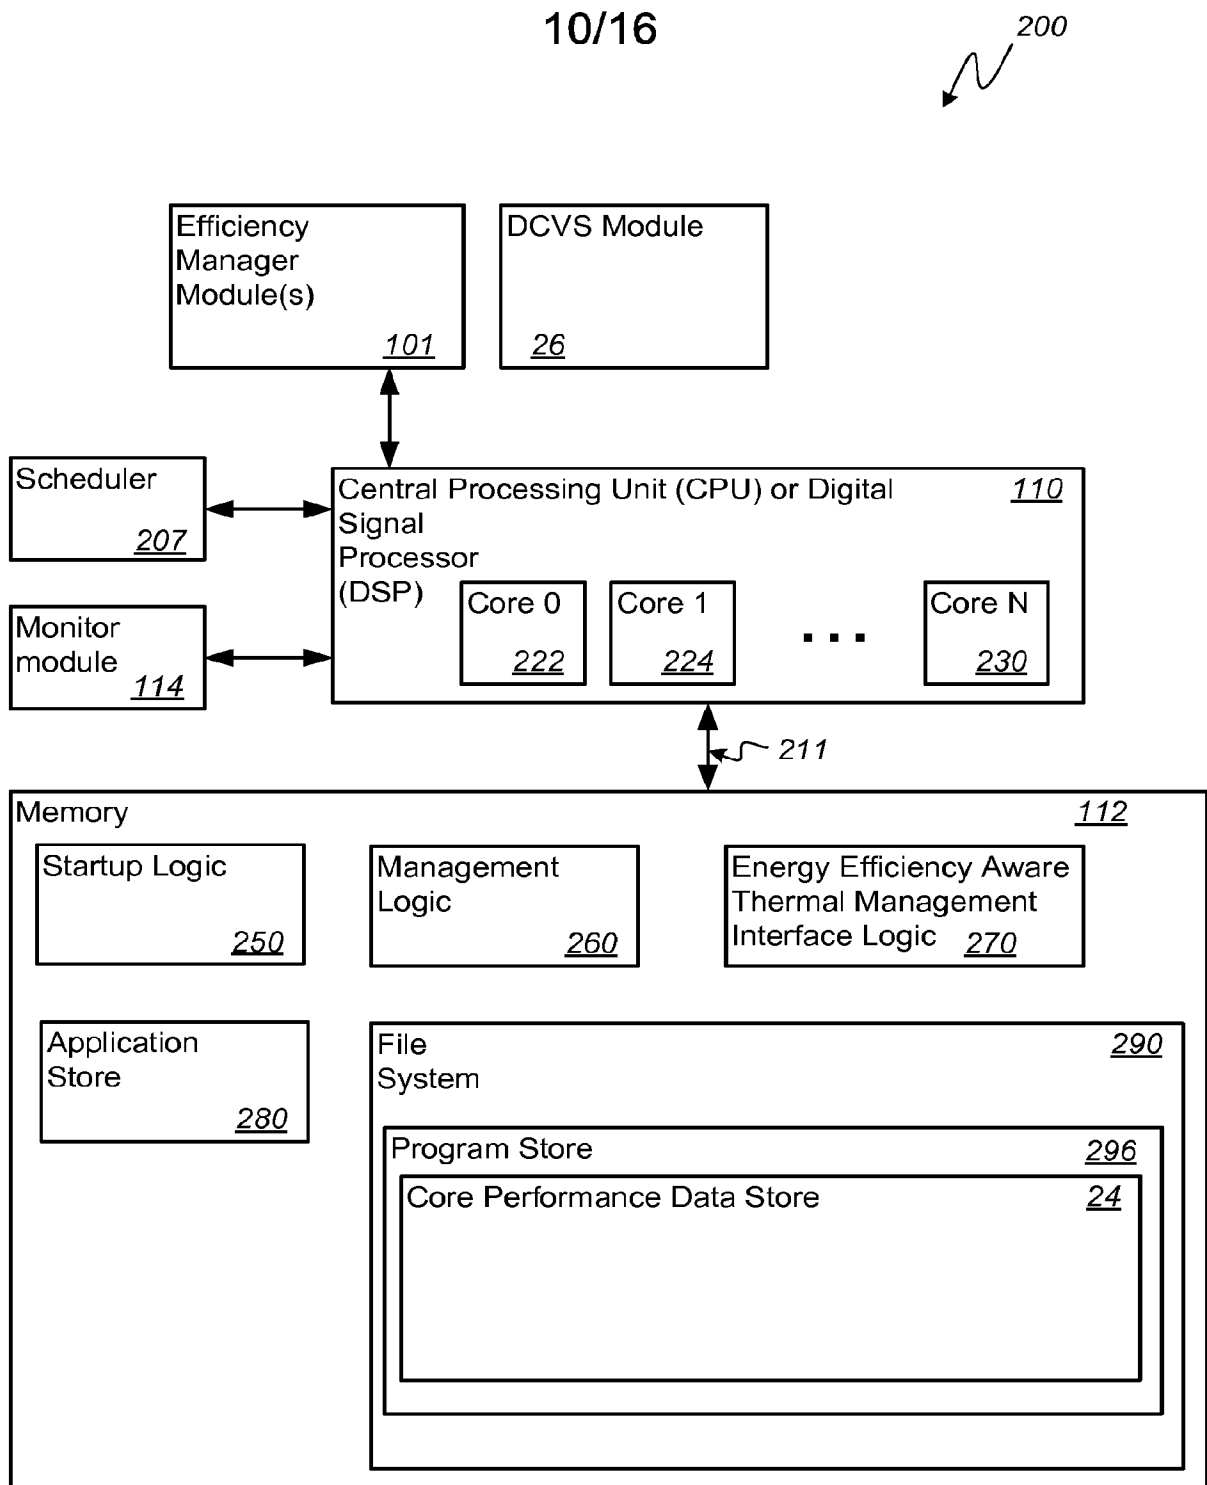 10/16
200
Efficiency
Manager
Module(s)
101
DCVS Module
26
Scheduler
207
Monitor
module
114
Central Processing Unit (CPU) or Digital
Signal
Processor
(DSP)
110
Core 0
222
Core 1
224
...
Core N
230
211
Memory
112
Startup Logic
250
Management
Logic
260
Energy Efficiency Aware
Thermal Management
Interface Logic 270
Application
Store
280
File
System
290
Program Store
296
Core Performance Data Store
24